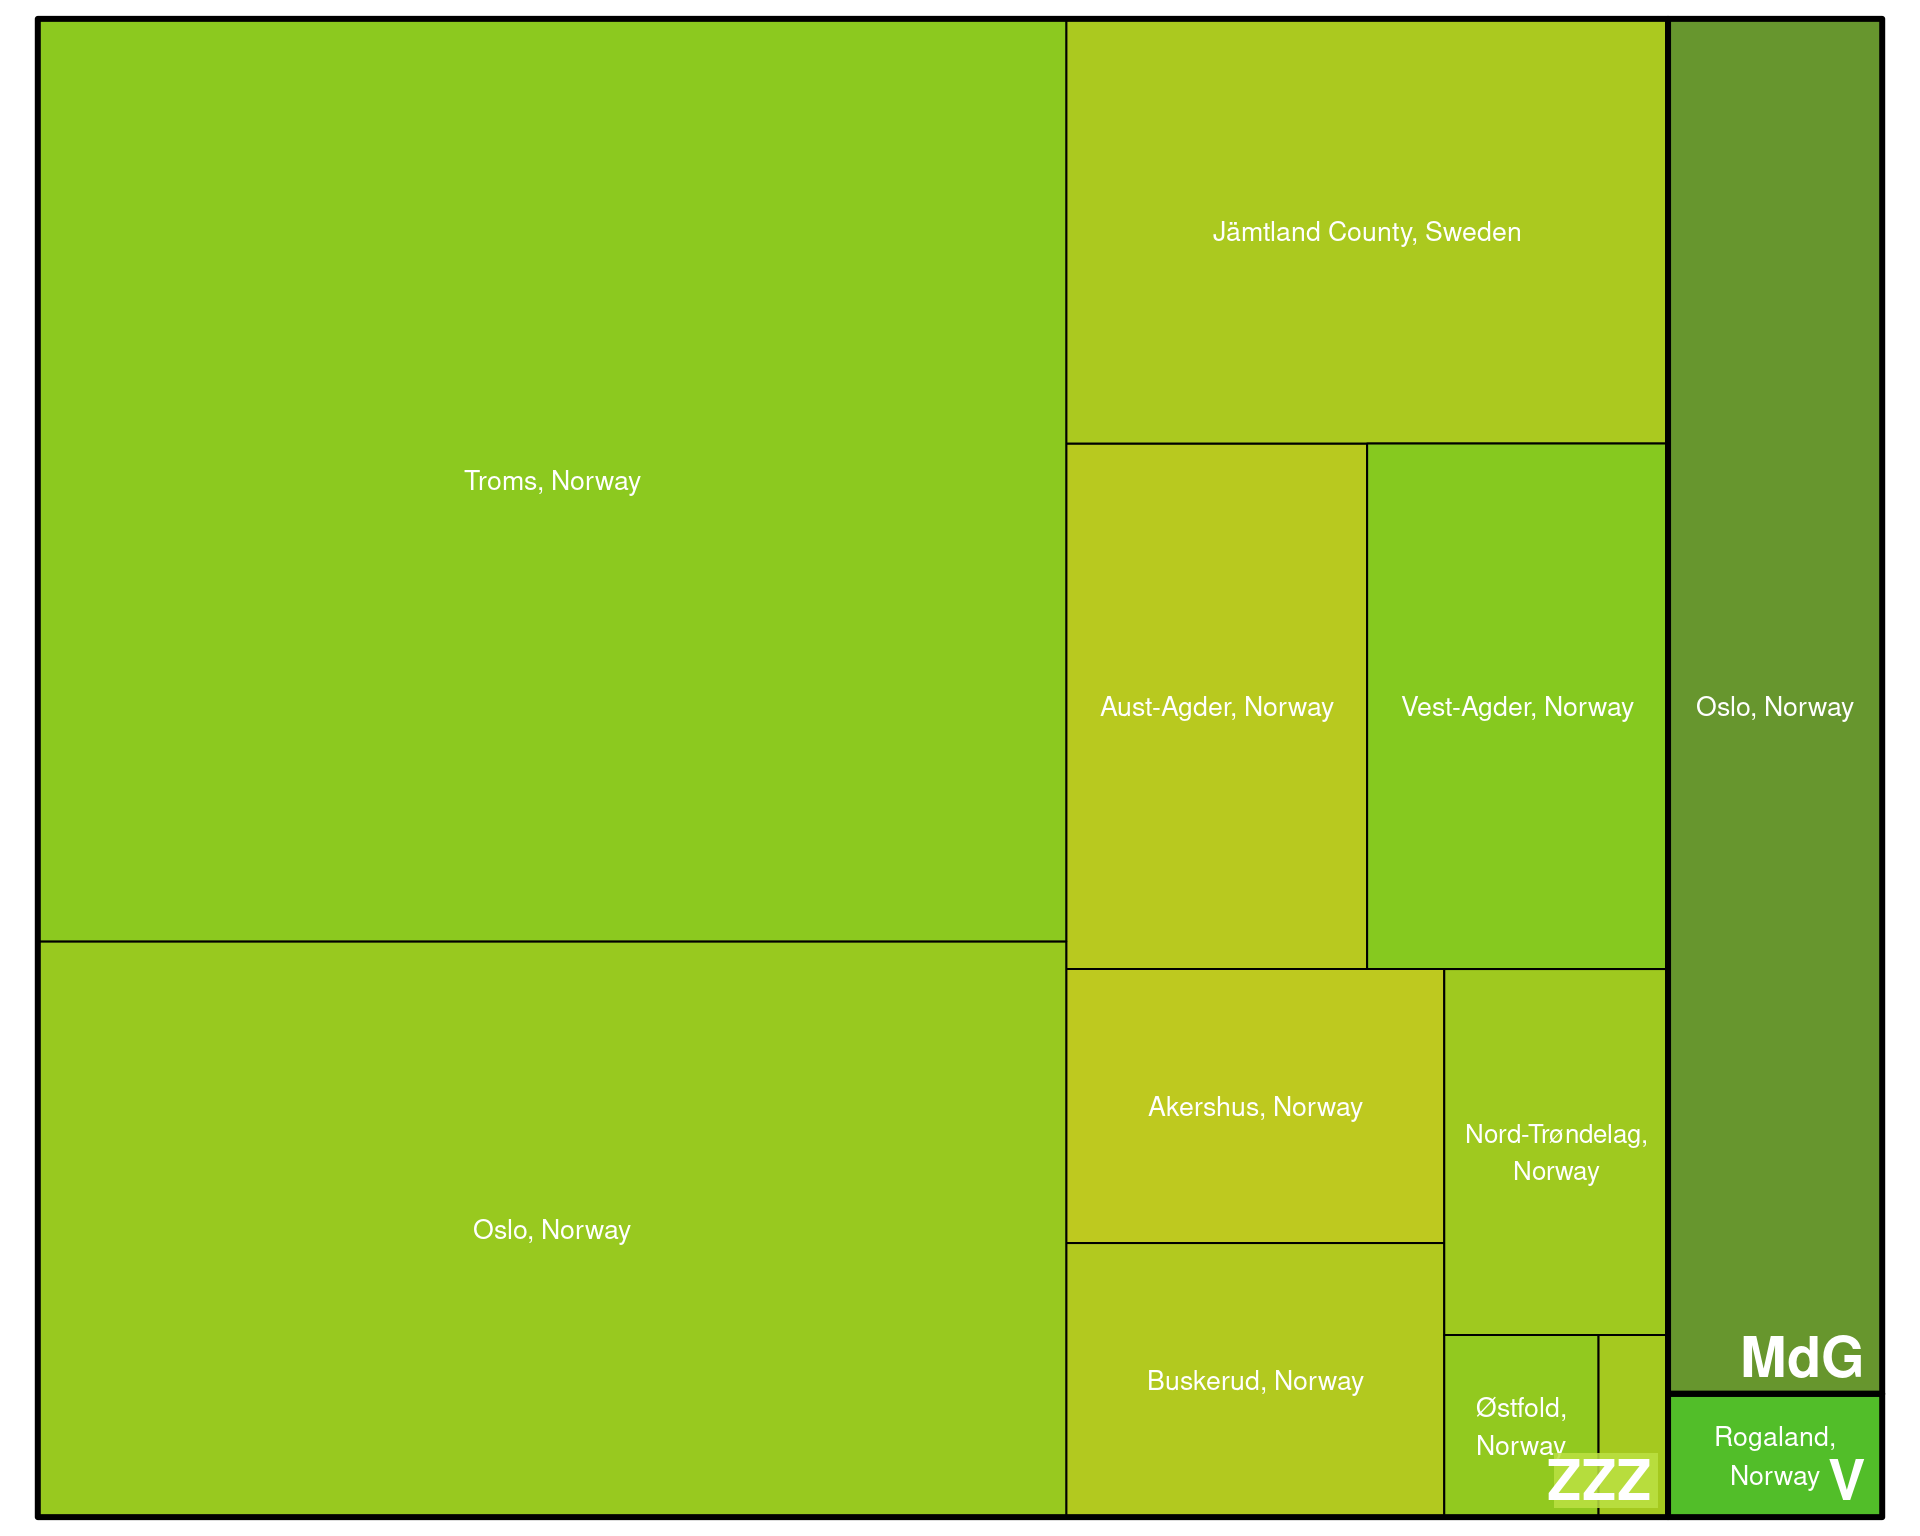 Troms, Norway
Oslo, Norway
Jämtland County, Sweden
Aust-Agder, Norway
Vest-Agder, Norway
Akershus, Norway
Nord-Trøndelag,
Norway
Buskerud, Norway
Østfold,
Norway
ZZZ
Oslo, Norway
MdG
Rogaland,
Norway
V